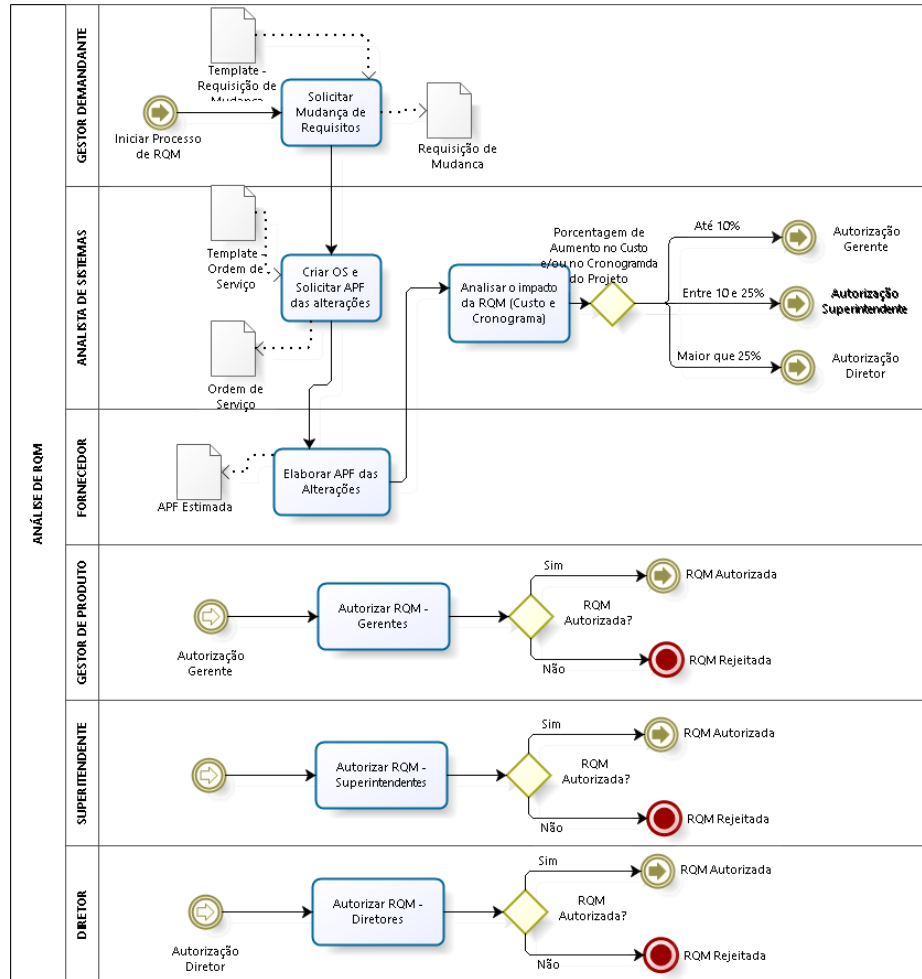 ANÁLISE DE RQM
GESTOR DEMANDANTE
Template -
Requisição de
Mudança
Solicitar
Mudança de
Requisitos
Iniciar Processo
de RQM
Requisição de
Mudanca
ANALISTA DE SISTEMAS
Template -
Ordem de
Serviço
Criar OS e
Solicitar APF
das alterações
Ordem de
Serviço
Analisar o impacto
da RQM (Custo e
Cronograma)
Porcentagem de
Aumento no Custo
e/ou no Cronogramda
do Projeto
Até 10%
Autorização
Gerente
Entre 10 e 25%
Autorização
Superintendente
Maior que 25%
Autorização
Diretor
FORNECEDOR
Elaborar APF das
Alterações
APF Estimada
GESTOR DE PRODUTO
Autorização
Gerente
Autorizar RQM -
Gerentes
Sim
RQM Autorizada
RQM
Autorizada?
Não
RQM Rejeitada
SUPERITENDENTE
Autorizar RQM -
Superintendentes
Sim
RQM Autorizada
RQM
Autorizada?
Não
RQM Rejeitada
DIRETOR
Autorização
Diretor
Autorizar RQM -
Diretores
Sim
RQM Autorizada
RQM
Autorizada?
Não
RQM Rejeitada